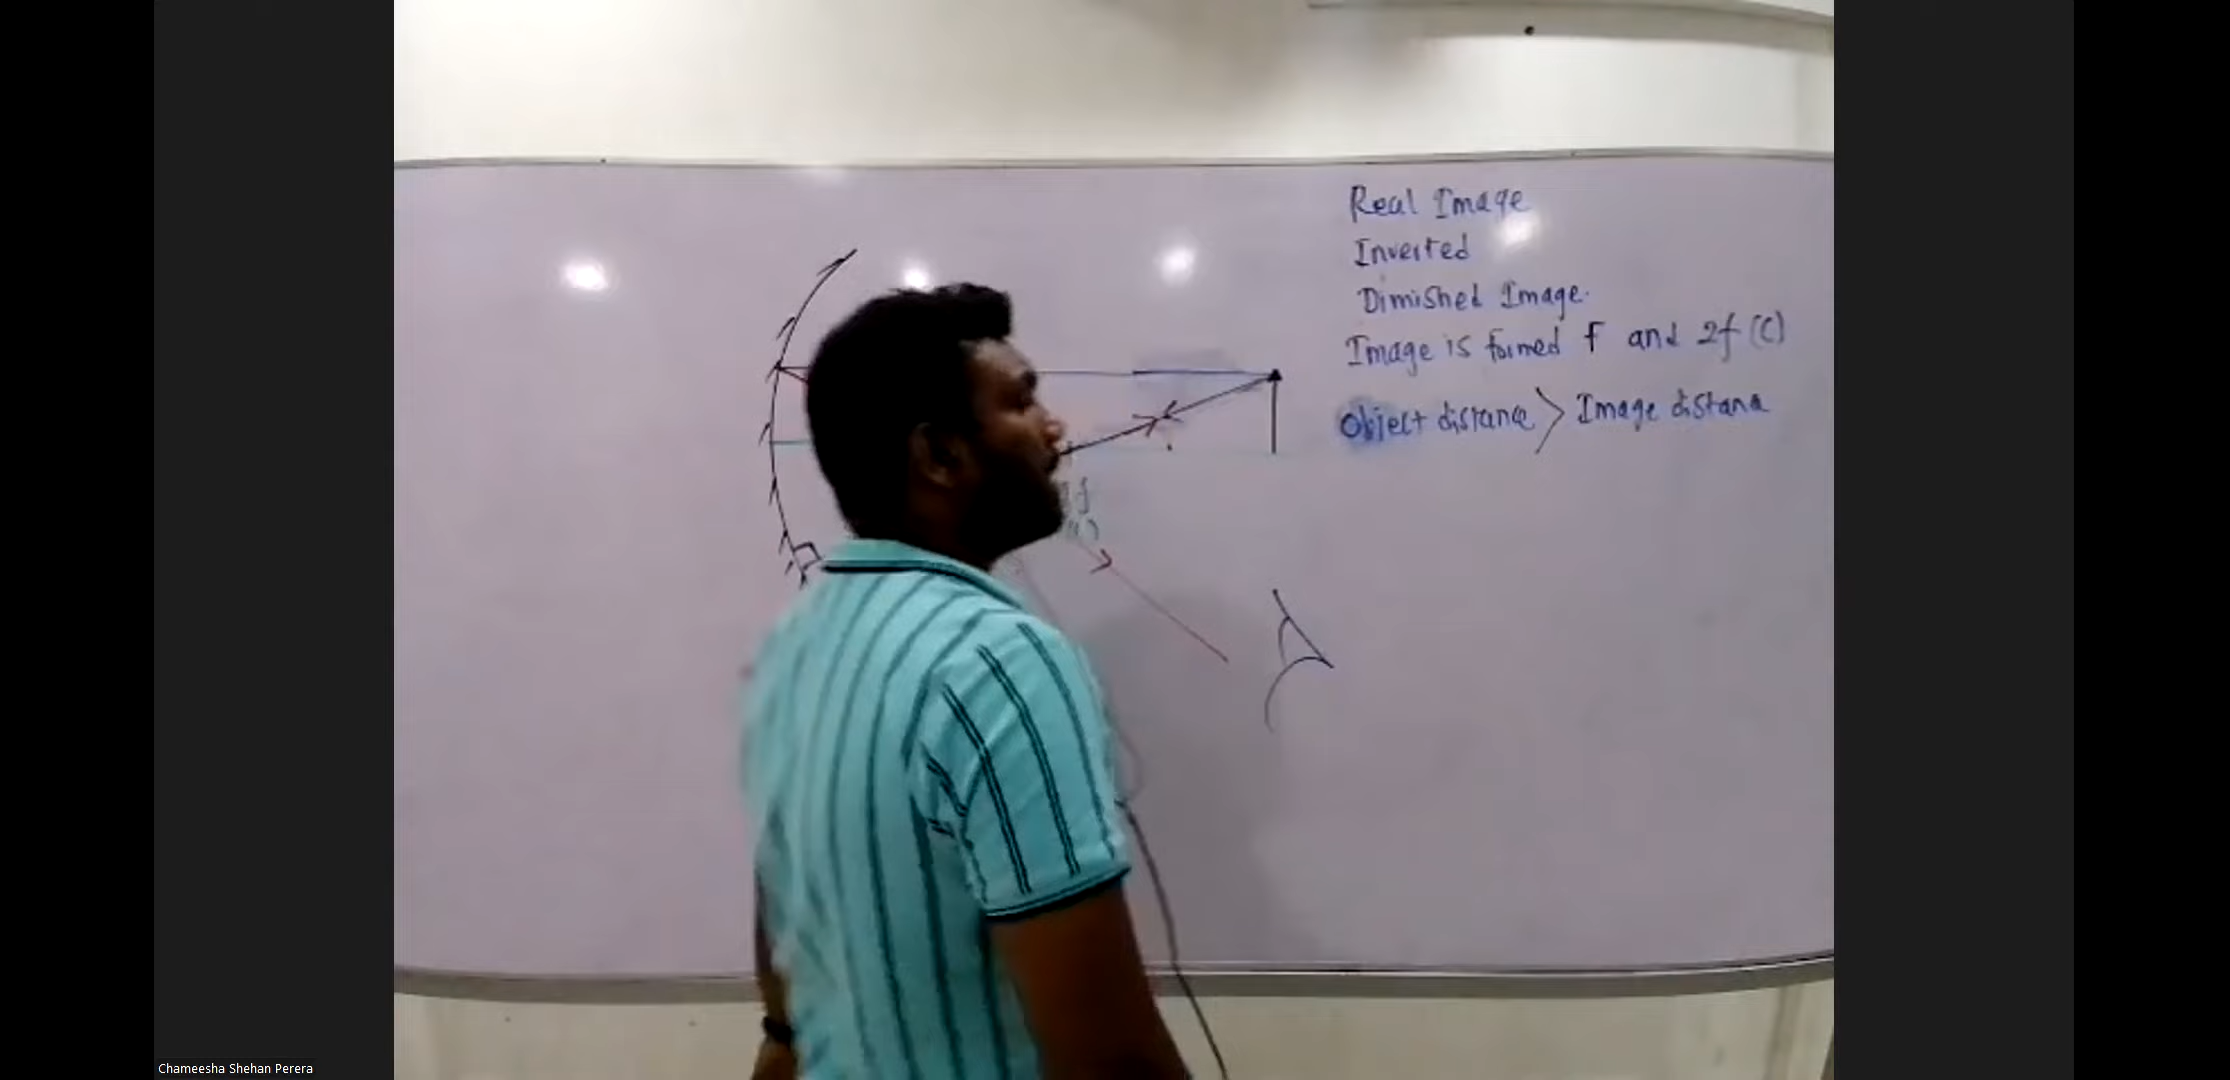 Real Image
Inverted
Dimished Image.
Image is formed f and 2f (C)
Object distance > Image distana
Chameesha Shehan Perera